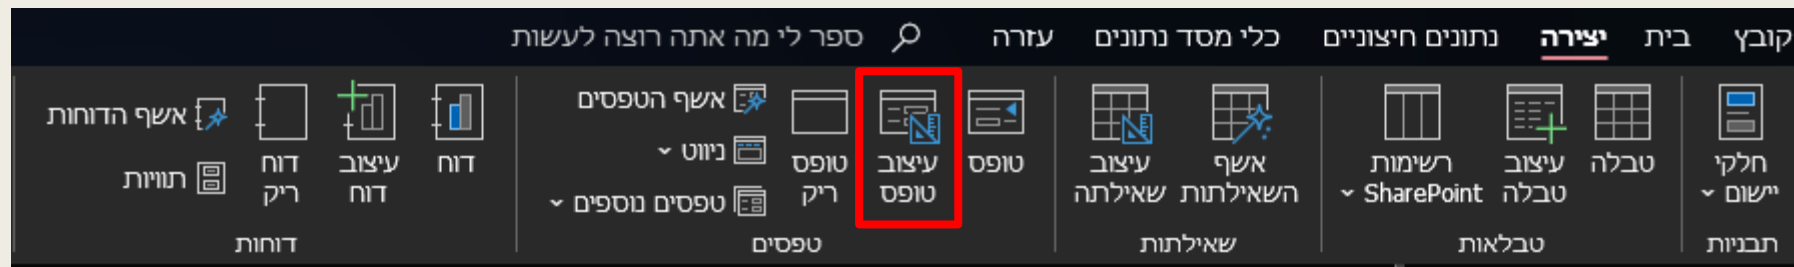 קובץ בית יצירה נתונים חיצוניים כלי מסד נתונים עזרה ספר לי מה אתה רוצה לעשות
חלקי
יישום
תבניות
טבלה
עיצוב
טבלה
רשימות
SharePoint
טבלאות
אשף
השאילתות
עיצוב
שאילתה
שאילתות
טופס
עיצוב
טופס
טופס
ריק
אשף הטפסים
ניווט
טפסים נוספים
טפסים
דוח
עיצוב
דוח
דוח
ריק
אשף הדוחות
תוויות
דוחות